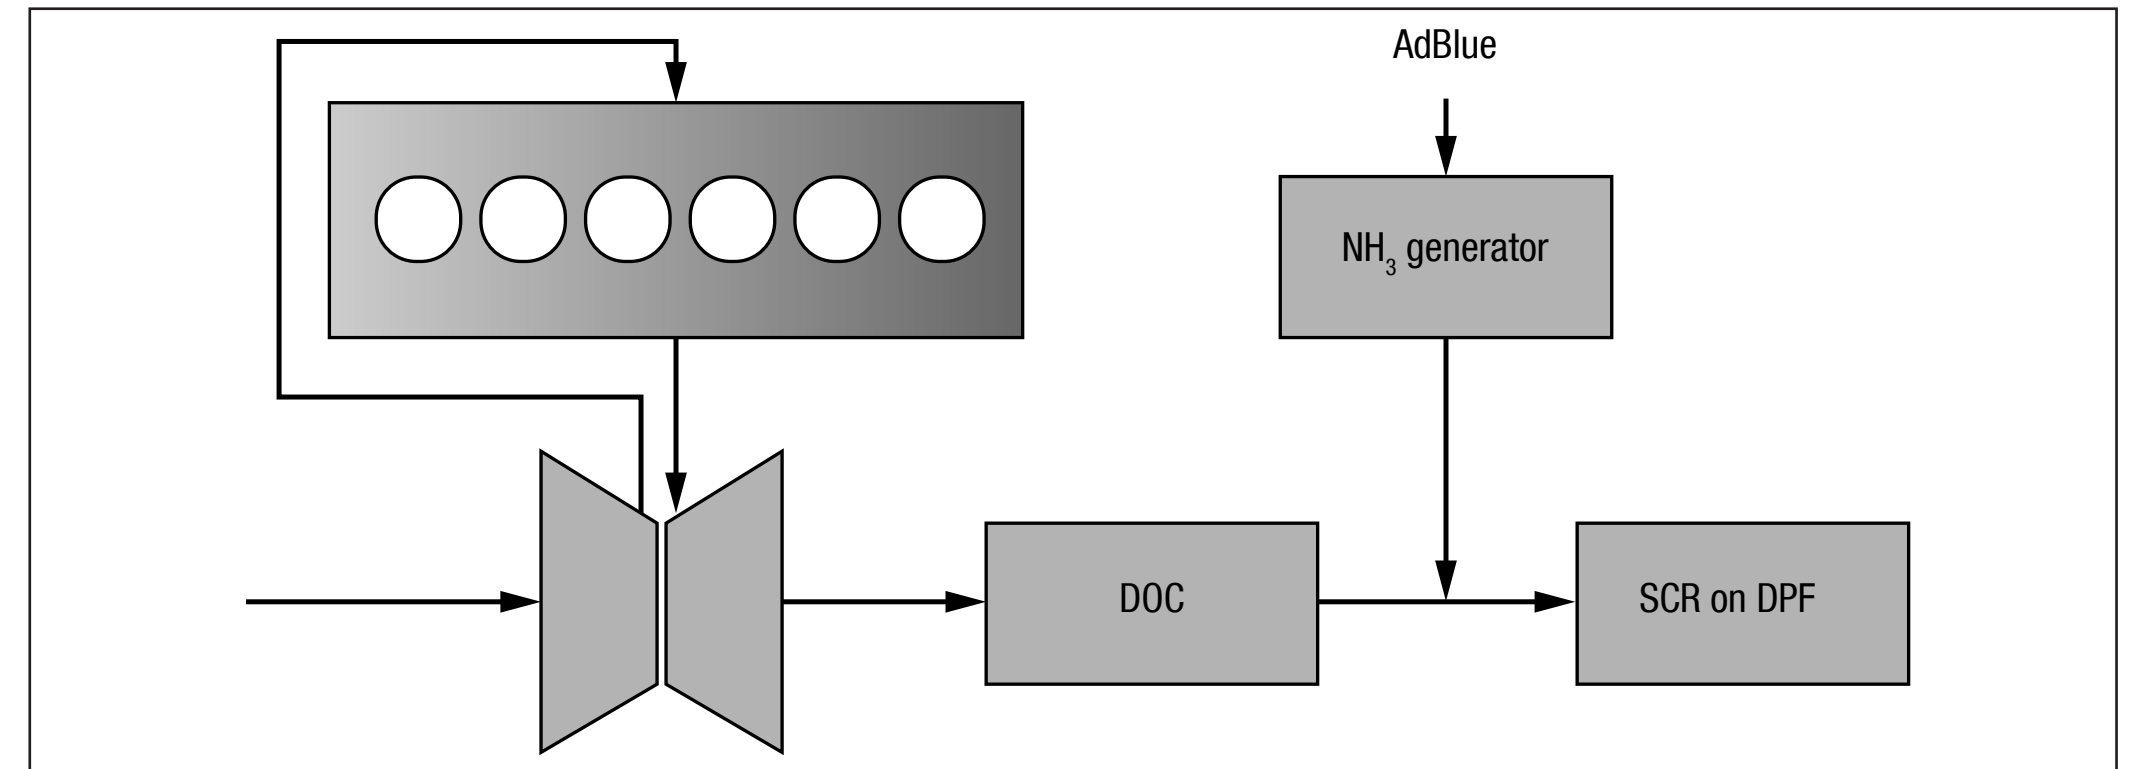 AdBlue
NH₃ generator
DOC
SCR on DPF